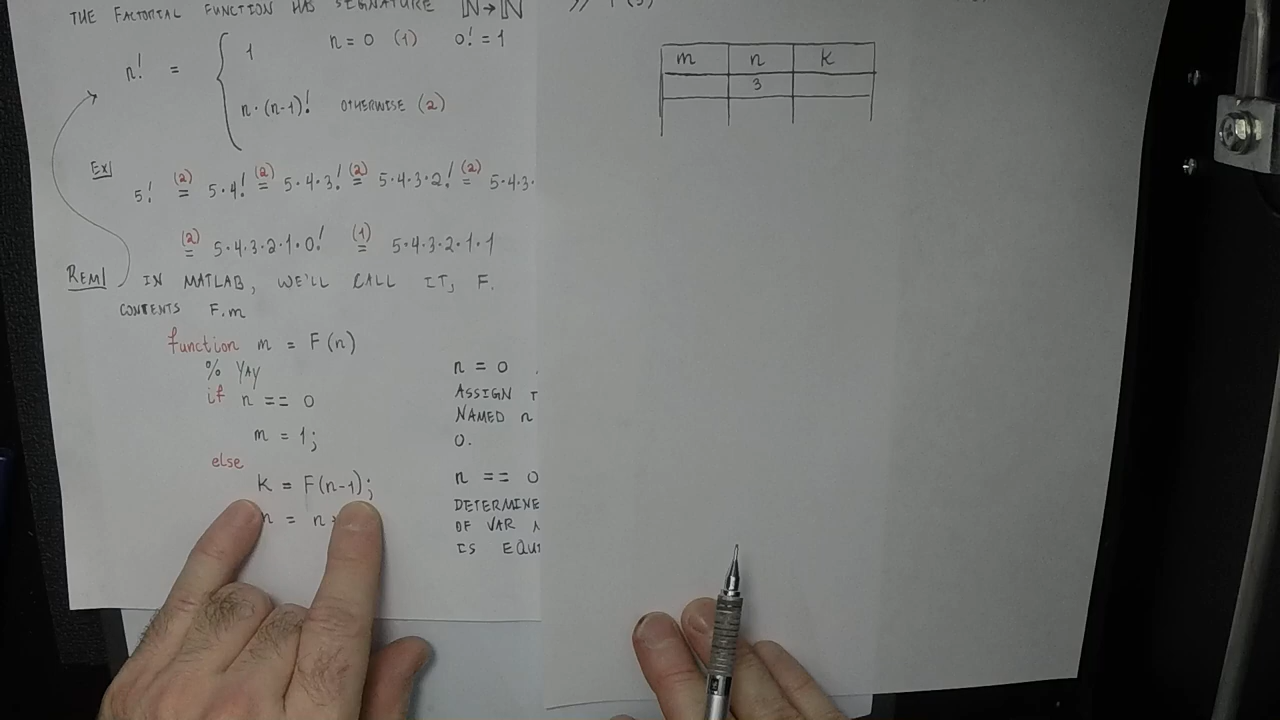 THE FACTORIAL FUNCTION HAS SIGNATURE ℕ→ℕ
n! = { 1 n = 0 (1) 0! = 1
n·(n-1)! OTHERWISE (2)
Ex|
5! (2)= 5·4! (2)= 5·4·3! (2)= 5·4·3·2! (2)= 5·4·3·
(2)= 5·4·3·2·1·0! (1)= 5·4·3·2·1·1
REM| IN MATLAB, WE'LL CALL IT, F.
CONTENTS F.m
function m = F(n)
% YAY
if n == 0
m = 1;
else
K = F(n-1);
= n
n = 0
ASSIGN
NAMED n
0.
n == 0
DETERMINE
OF VAR
IS
m n K
3